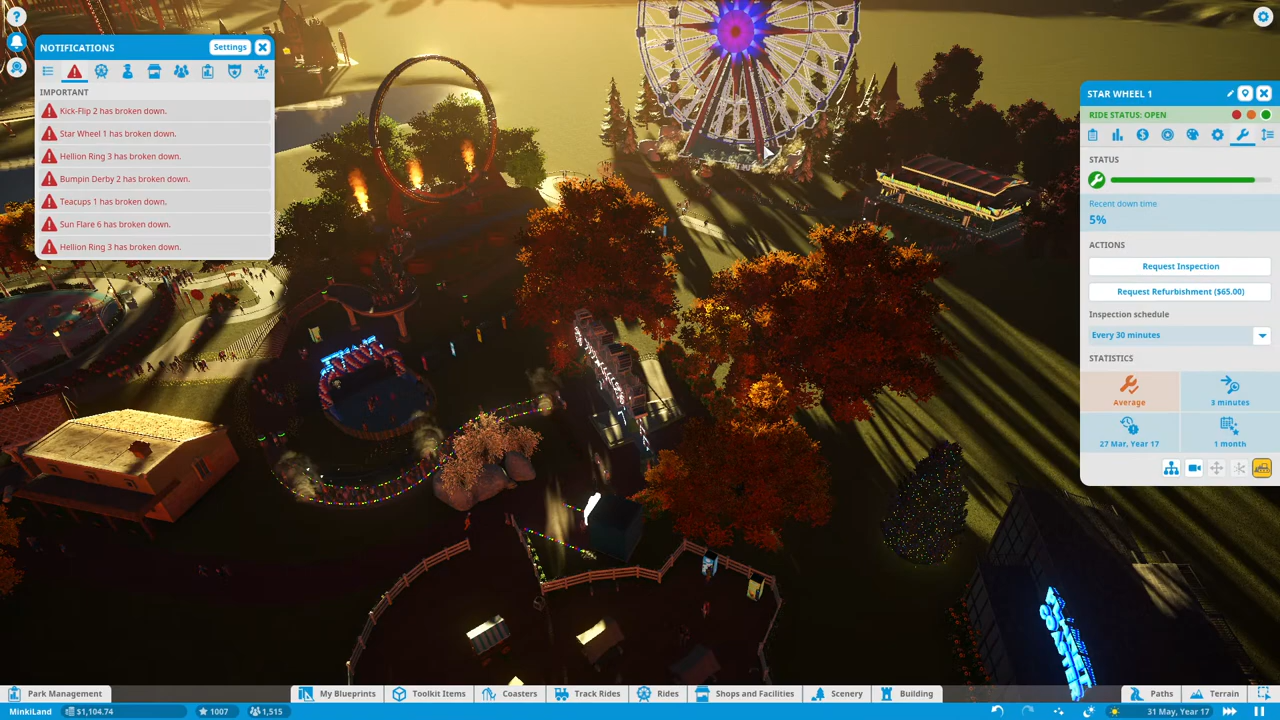 NOTIFICATIONS
Settings
IMPORTANT
Kick-Flip 2 has broken down.
Star Wheel 1 has broken down.
Hellion Ring 3 has broken down.
Bumpin Derby 2 has broken down.
Teacups 1 has broken down.
Sun Flare 6 has broken down.
Hellion Ring 3 has broken down.
STAR WHEEL 1
RIDE STATUS: OPEN
STATUS
Recent down time
5%
ACTIONS
Request Inspection
Request Refurbishment ($65.00)
Inspection schedule
Every 30 minutes
STATISTICS
Average
3 minutes
27 Mar, Year 17
1 month
Park Management
My Blueprints
Toolkit Items
Coasters
Track Rides
Rides
Shops and Facilities
Scenery
Building
Paths
Terrain
MinkiLand
$1,104.74
1007
1,515
31 May, Year 17